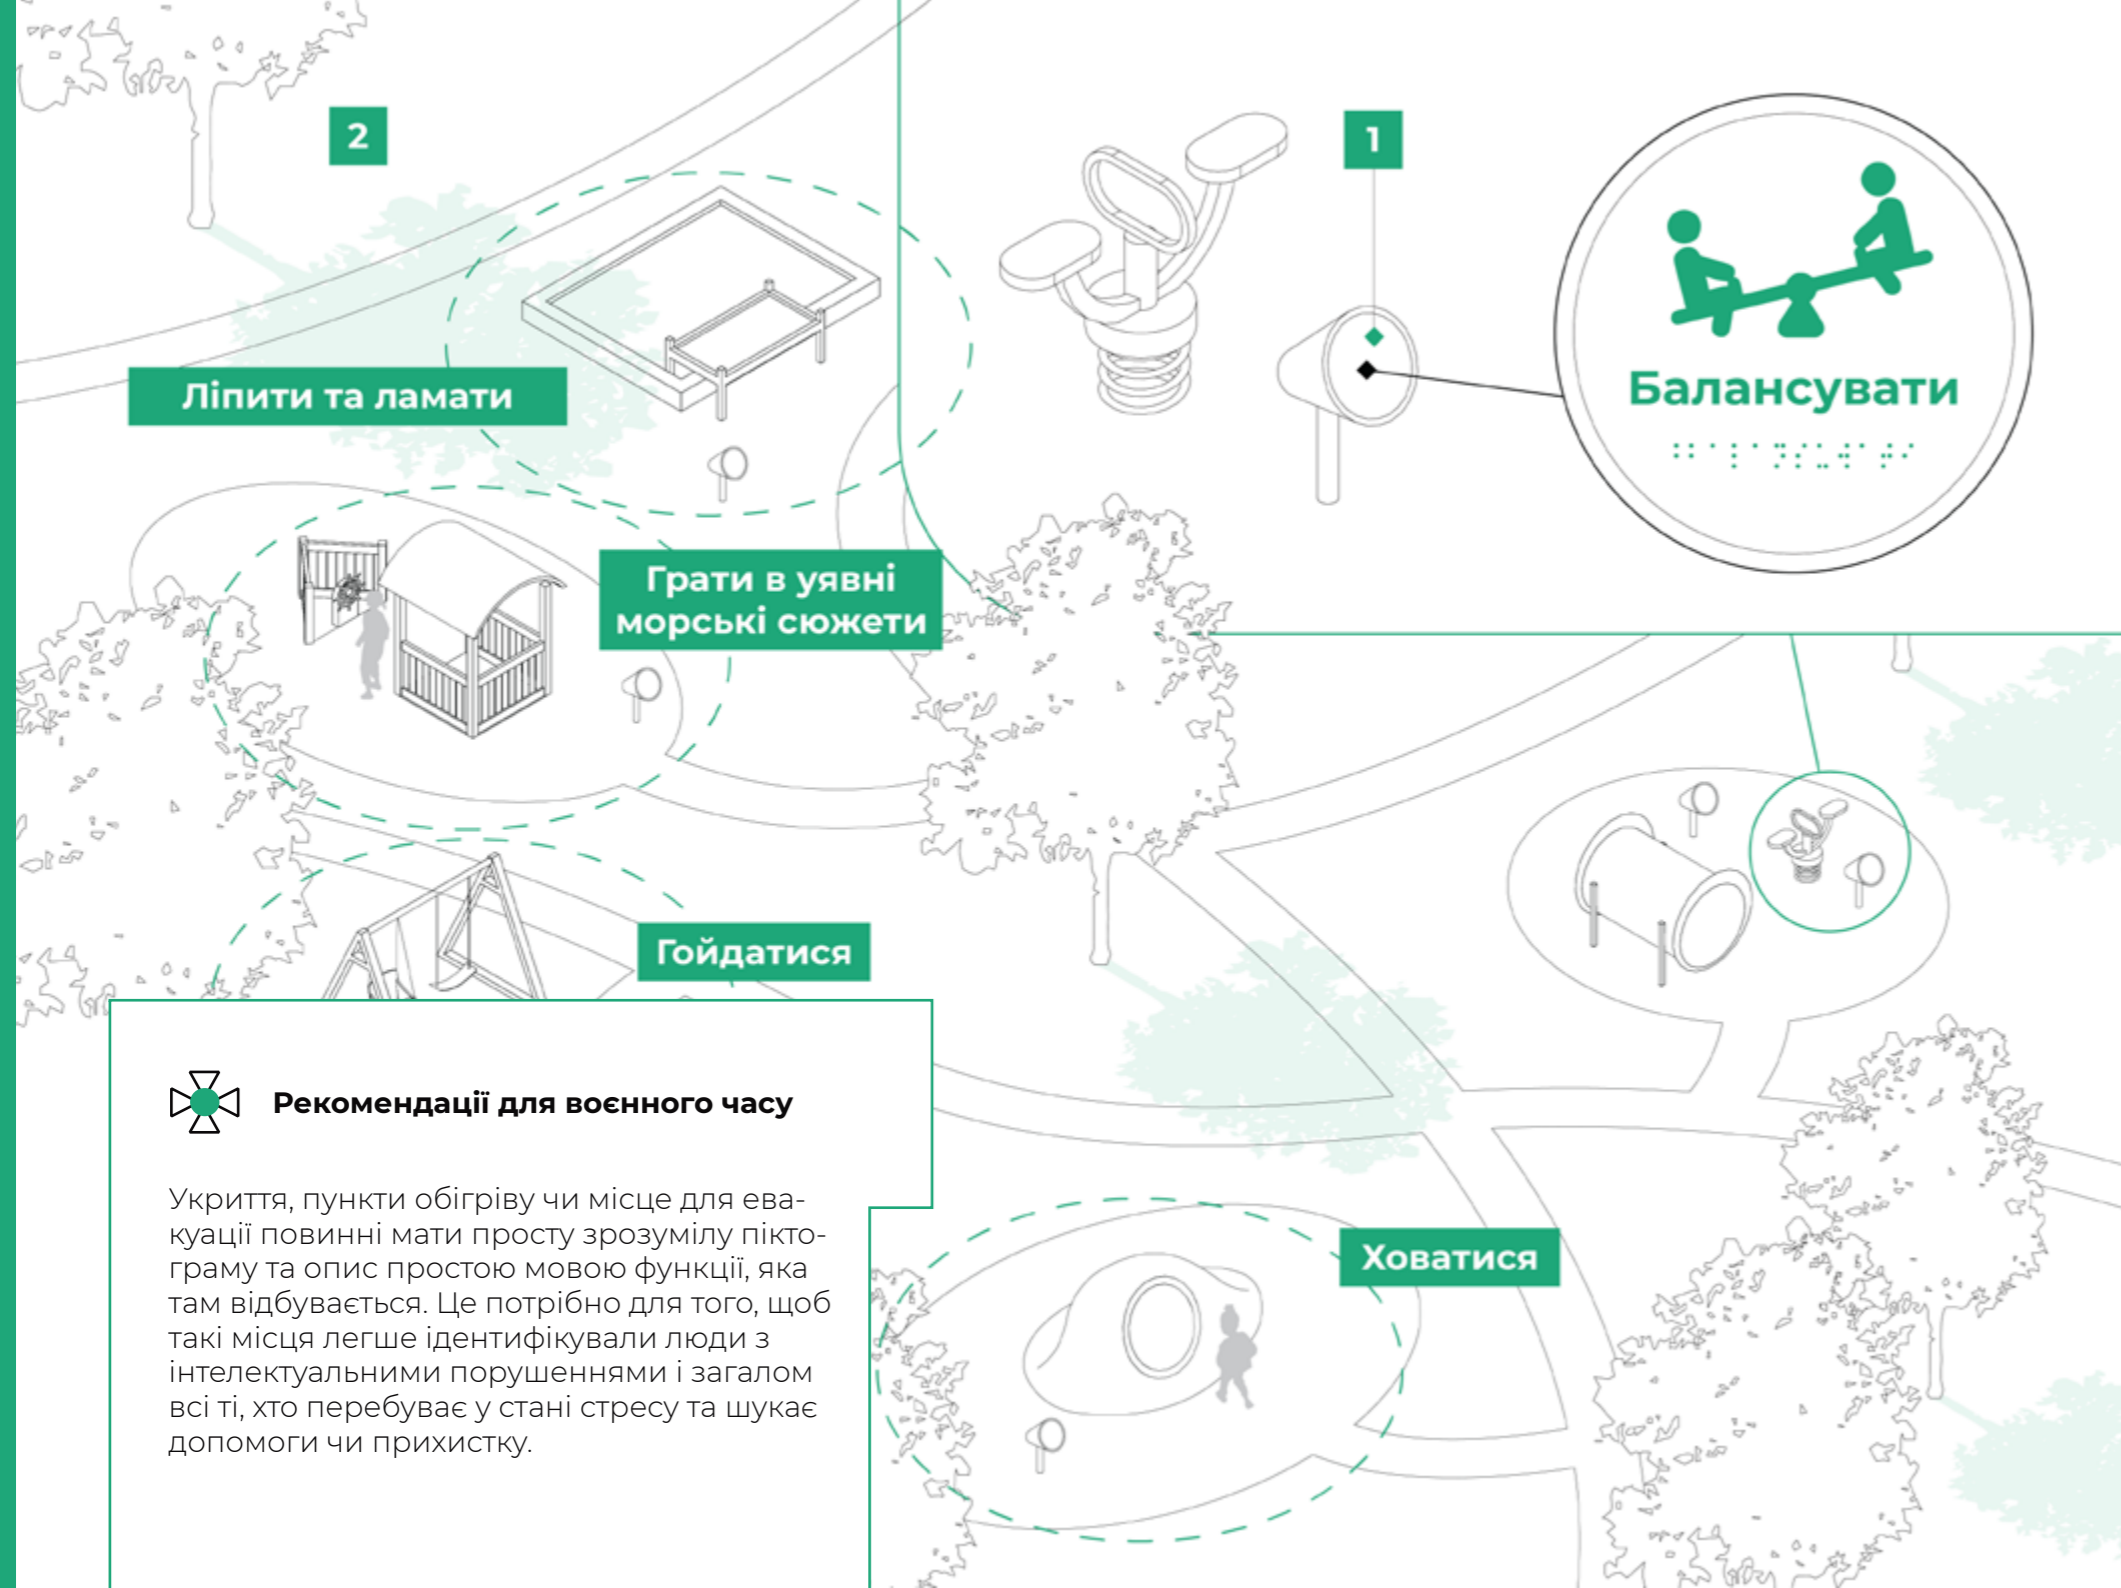 2
1
Балансувати
Ліпити та ламати
Грати в уявні
морські сюжети
Гойдатися
Ховатися
Рекомендації для воєнного часу
Укриття, пункти обігріву чи місце для ева-
куації повинні мати просту зрозумілу пікто-
граму та опис простою мовою функції, яка
там відбувається. Це потрібно для того, щоб
такі місця легше ідентифікували люди з
інтелектуальними порушеннями і загалом
всі ті, хто перебуває у стані стресу та шукає
допомоги чи прихистку.